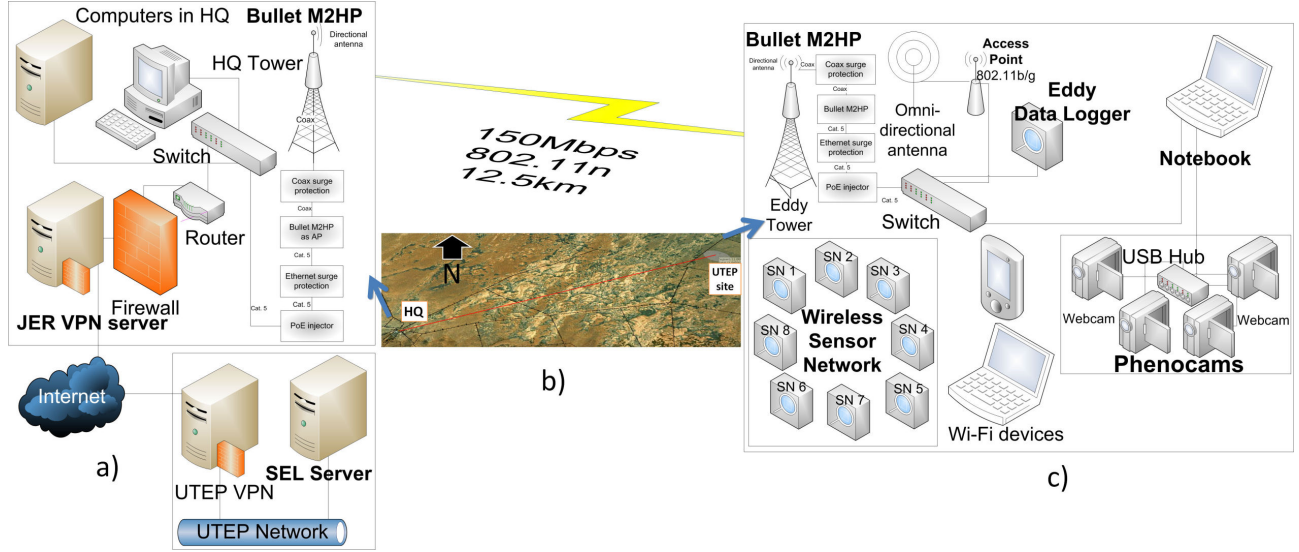 Computers in HQ
Bullet M2HP
Directional
antenna
HQ Tower
Coax
Switch
Coax surge
protection
Coax
Bullet M2HP
as AP
Cat. 5
Ethernet surge
protection
Cat. 5
Cat. 5
PoE injector
Router
Firewall
JER VPN server
Internet
a)
UTEP VPN
SEL Server
UTEP Network
150Mbps
802.11n
12.5km
N
HQ
UTEP
site
b)
Bullet M2HP
Directional
antenna
Coax
Coax surge
protection
Coax
Bullet M2HP
Cat. 5
Ethernet surge
protection
Cat. 5
PoE injector
Cat. 5
Eddy
Tower
Omni-
directional
antenna
Access
Point
802.11b/g
Eddy
Data Logger
Notebook
Switch
SN 1
SN 2
SN 3
SN 4
SN 5
SN 6
SN 7
SN 8
Wireless
Sensor
Network
Wi-Fi devices
USB Hub
Webcam
Webcam
Phenocams
c)